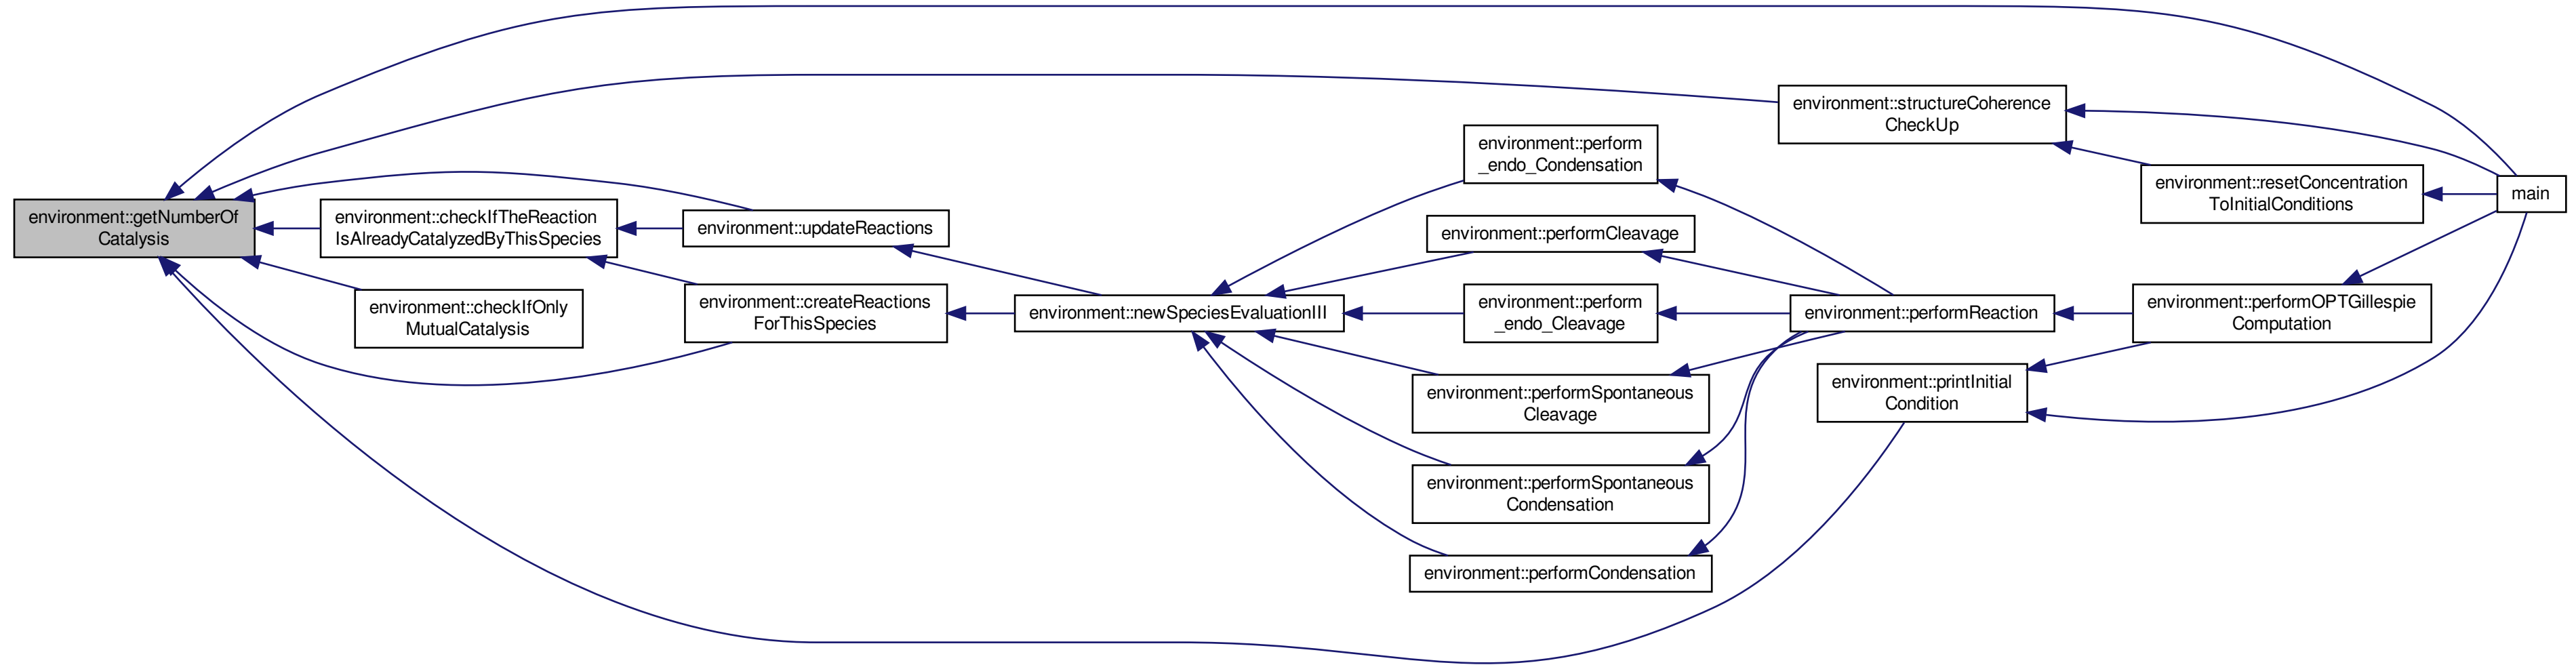 environment::getNumberOf
Catalysis
environment::checkIfTheReaction
IsAlreadyCatalyzedByThisSpecies
environment::checkIfOnly
MutualCatalysis
environment::updateReactions
environment::createReactions
ForThisSpecies
environment::newSpeciesEvaluationIII
environment::perform
_endo_Condensation
environment::performCleavage
environment::perform
_endo_Cleavage
environment::performSpontaneous
Cleavage
environment::performSpontaneous
Condensation
environment::performCondensation
environment::structureCoherence
CheckUp
environment::performReaction
environment::printInitial
Condition
environment::resetConcentration
ToInitialConditions
environment::performOPTGillespie
Computation
main